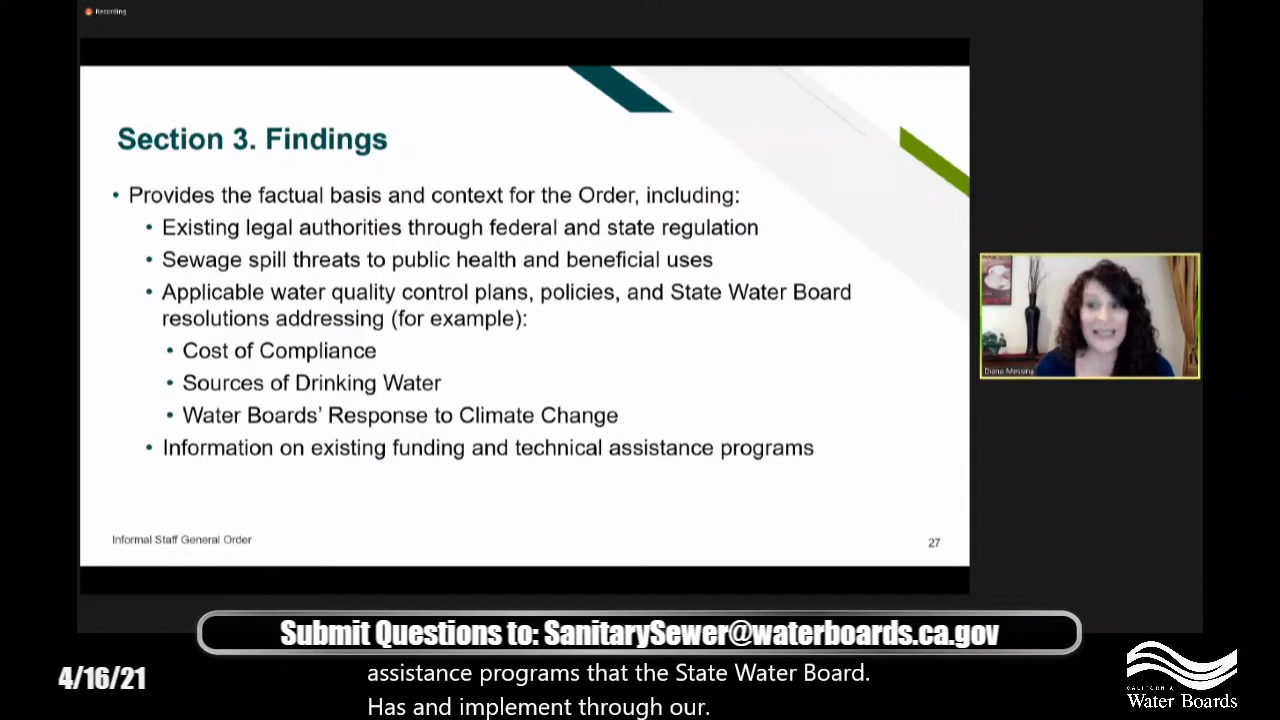 Recording
Section 3. Findings
• Provides the factual basis and context for the Order, including:
• Existing legal authorities through federal and state regulation
• Sewage spill threats to public health and beneficial uses
• Applicable water quality control plans, policies, and State Water Board
resolutions addressing (for example):
• Cost of Compliance
• Sources of Drinking Water
• Water Boards' Response to Climate Change
• Information on existing funding and technical assistance programs
Informal Staff General Order
27
Diana Messina
Submit Questions to: SanitarySewer@waterboards.ca.gov
4/16/21
assistance programs that the State Water Board.
Has and implement through our.
CALIFORNIA
Water Boards